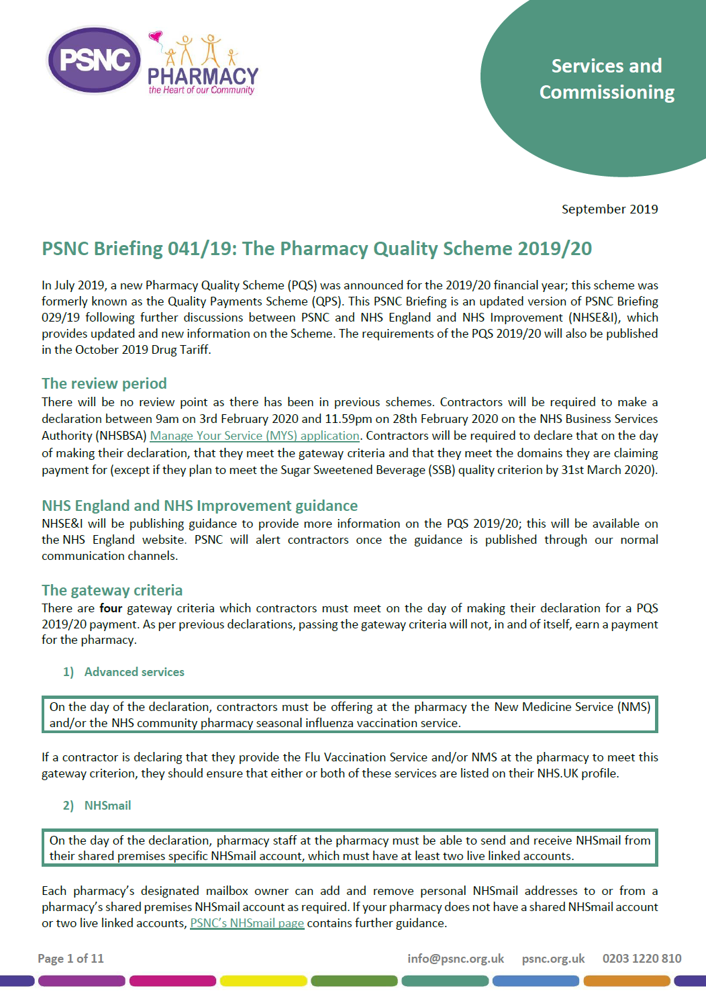 PSNC
PHARMACY
the Heart of our Community
Services and
Commissioning
September 2019
PSNC Briefing 041/19: The Pharmacy Quality Scheme 2019/20
In July 2019, a new Pharmacy Quality Scheme (PQS) was announced for the 2019/20 financial year; this scheme was
formerly known as the Quality Payments Scheme (QPS). This PSNC Briefing is an updated version of PSNC Briefing
029/19 following further discussions between PSNC and NHS England and NHS Improvement (NHSE&I), which
provides updated and new information on the Scheme. The requirements of the PQS 2019/20 will also be published
in the October 2019 Drug Tariff.
The review period
There will be no review point as there has been in previous schemes. Contractors will be required to make a
declaration between 9am on 3rd February 2020 and 11.59pm on 28th February 2020 on the NHS Business Services
Authority (NHSBSA) Manage Your Service (MYS) application. Contractors will be required to declare that on the day
of making their declaration, that they meet the gateway criteria and that they meet the domains they are claiming
payment for (except if they plan to meet the Sugar Sweetened Beverage (SSB) quality criterion by 31st March 2020).
NHS England and NHS Improvement guidance
NHSE&I will be publishing guidance to provide more information on the PQS 2019/20; this will be available on
the NHS England website. PSNC will alert contractors once the guidance is published through our normal
communication channels.
The gateway criteria
There are four gateway criteria which contractors must meet on the day of making their declaration for a PQS
2019/20 payment. As per previous declarations, passing the gateway criteria will not, in and of itself, earn a payment
for the pharmacy.
1) Advanced services
On the day of the declaration, contractors must be offering at the pharmacy the New Medicine Service (NMS)
and/or the NHS community pharmacy seasonal influenza vaccination service.
If a contractor is declaring that they provide the Flu Vaccination Service and/or NMS at the pharmacy to meet this
gateway criterion, they should ensure that either or both of these services are listed on their NHS.UK profile.
2) NHSmail
On the day of the declaration, pharmacy staff at the pharmacy must be able to send and receive NHSmail from
their shared premises specific NHSmail account, which must have at least two live linked accounts.
Each pharmacy's designated mailbox owner can add and remove personal NHSmail addresses to or from a
pharmacy's shared premises NHSmail account as required. If your pharmacy does not have a shared NHSmail account
or two live linked accounts, PSNC's NHSmail page contains further guidance.
Page 1 of 11 info@psnc.org.uk psnc.org.uk 0203 1220 810